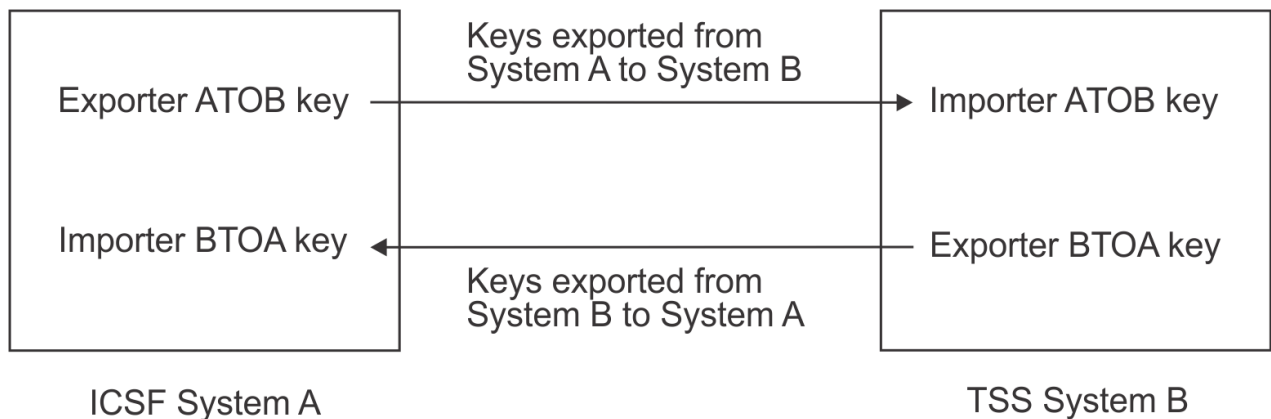 Keys exported from
System A to System B
Exporter ATOB key
Importer ATOB key
Importer BTOA key
Exporter BTOA key
Keys exported from
System B to System A
ICSF System A
TSS System B